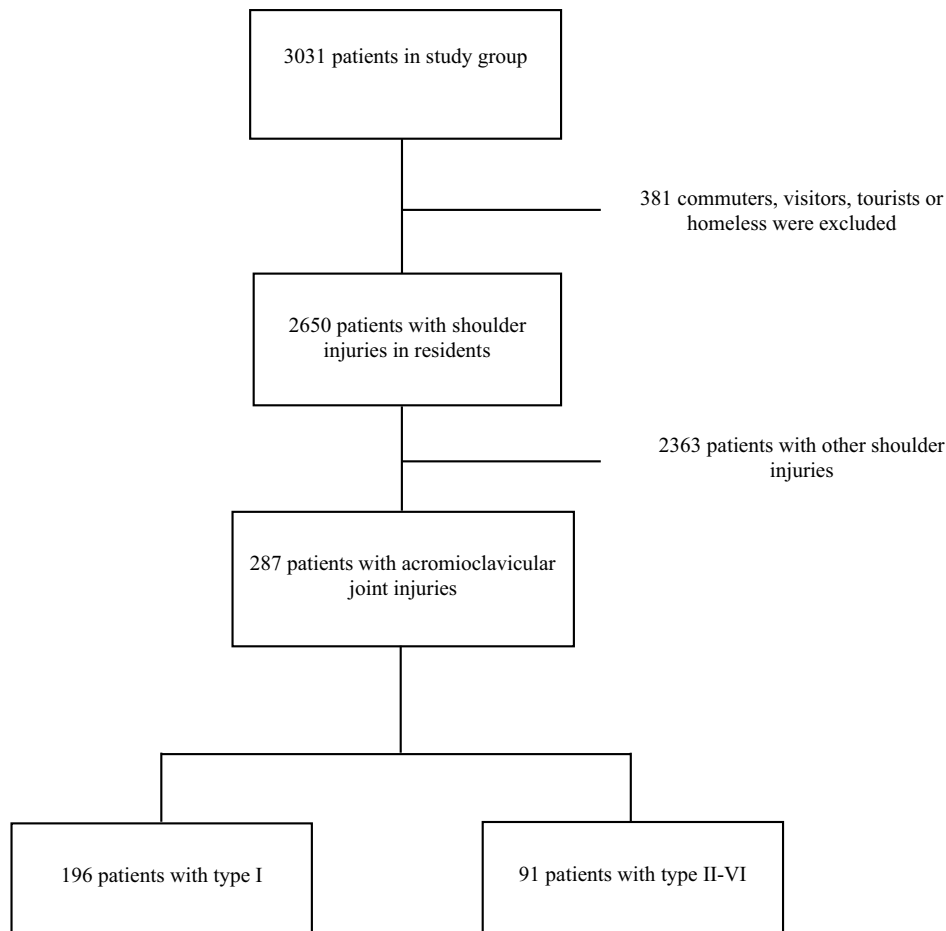 3031 patients in study group
381 commuters, visitors, tourists or
homeless were excluded
2650 patients with shoulder
injuries in residents
2363 patients with other shoulder
injuries
287 patients with acromioclavicular
joint injuries
196 patients with type I
91 patients with type II-VI